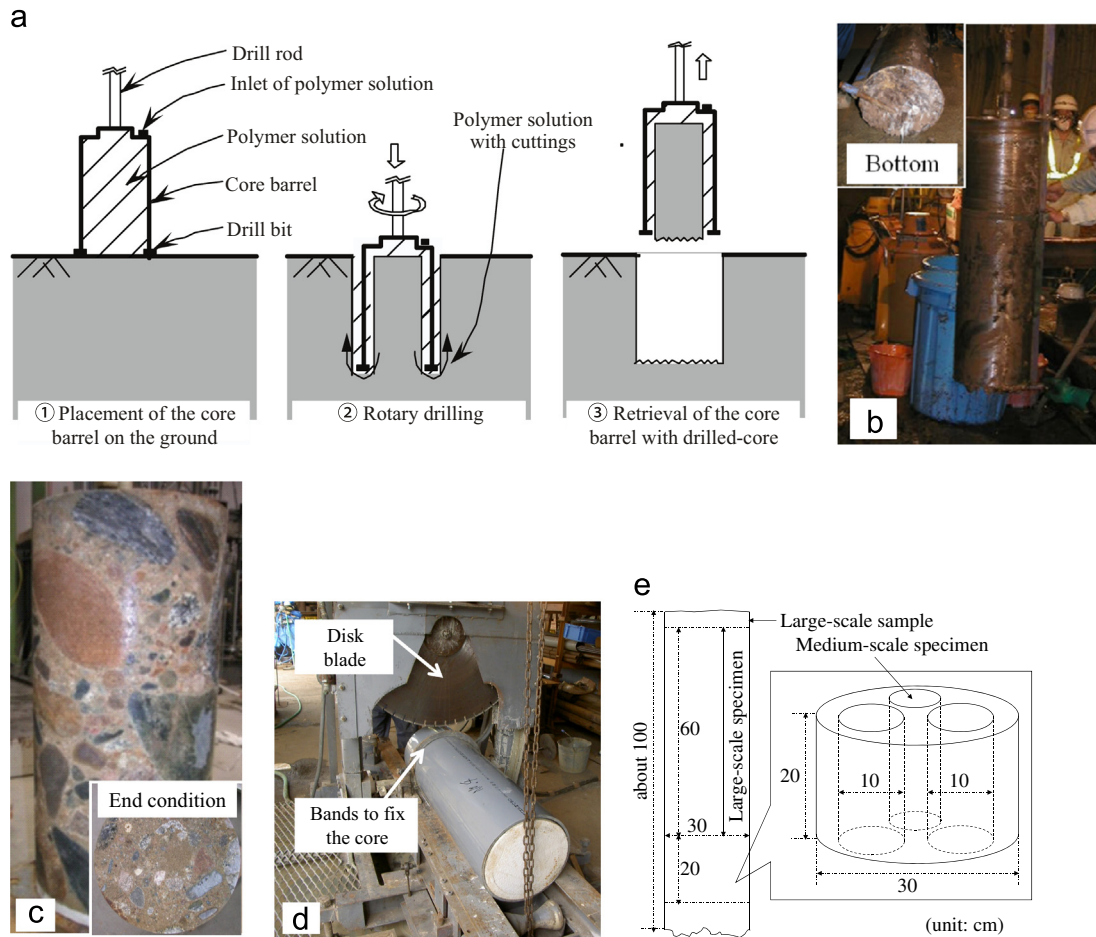 a
Drill rod
Inlet of polymer solution
Polymer solution
Core barrel
Drill bit
Polymer solution
with cuttings
① Placement of the core
barrel on the ground
② Rotary drilling
③ Retrieval of the core
barrel with drilled-core
Bottom
b
End condition
c
Disk
blade
Bands to fix
the core
d
e
Large-scale sample
Medium-scale specimen
about 100
60
Large-scale specimen
30
20
20
10
10
30
(unit: cm)